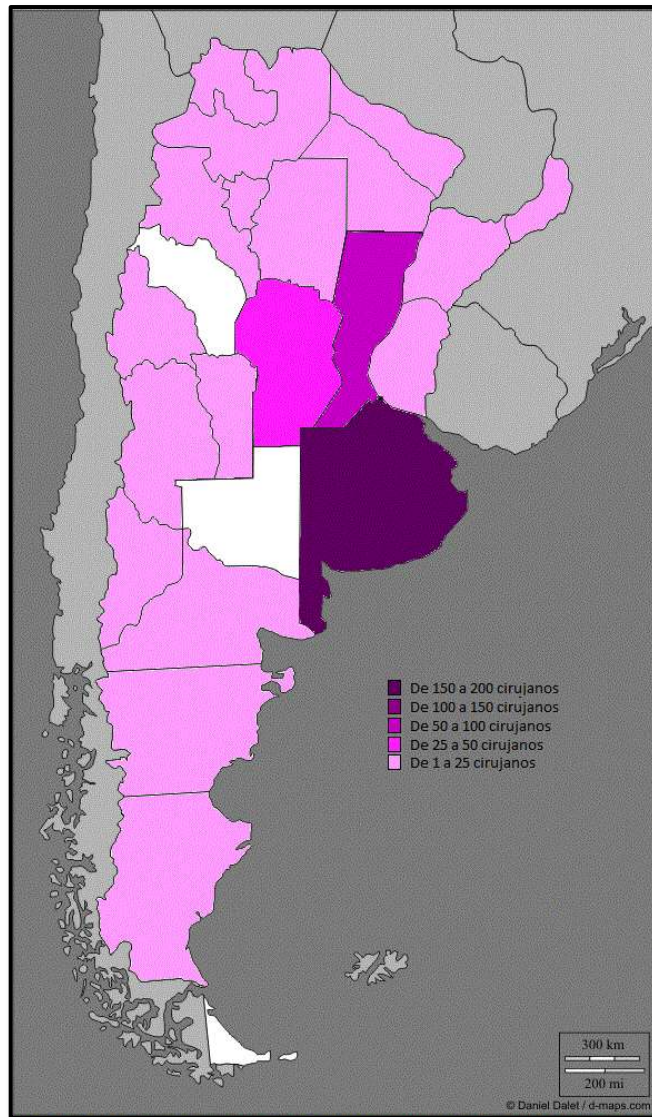 De 150 a 200 cirujanos
De 100 a 150 cirujanos
De 50 a 100 cirujanos
De 25 a 50 cirujanos
De 1 a 25 cirujanos
300 km
200 mi
© Daniel Dalet / d-maps.com